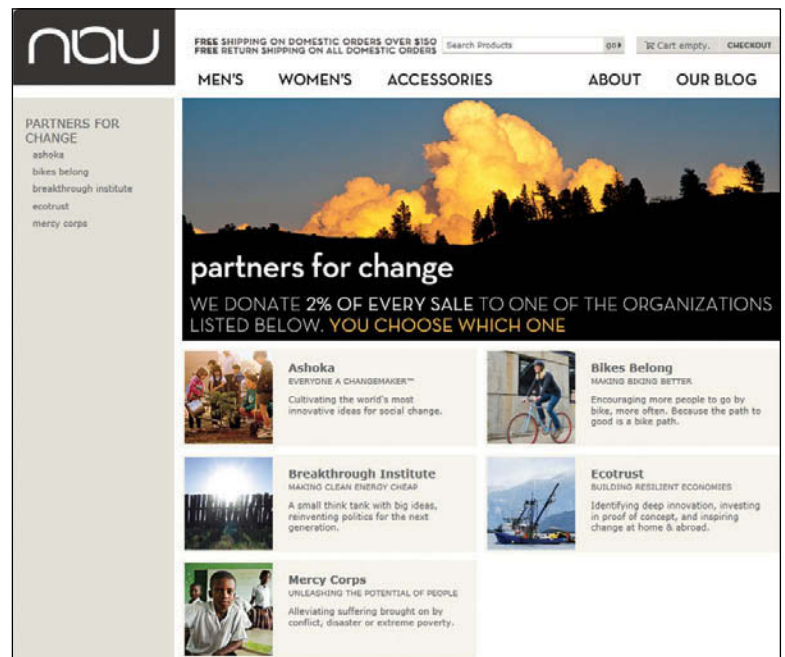 nau
FREE SHIPPING ON DOMESTIC ORDERS OVER $150
FREE RETURN SHIPPING ON ALL DOMESTIC ORDERS
Search Products
go
Cart empty.
CHECKOUT
MEN'S WOMEN'S ACCESSORIES ABOUT OUR BLOG
PARTNERS FOR
CHANGE
ashoka
bikes belong
breakthrough institute
ecotrust
mercy corps
partners for change
WE DONATE 2% OF EVERY SALE TO ONE OF THE ORGANIZATIONS
LISTED BELOW. YOU CHOOSE WHICH ONE
Ashoka
EVERYONE A CHANGEMAKER™
Cultivating the world's most
innovative ideas for social change.
Bikes Belong
MAKING BIKING BETTER
Encouraging more people to go by
bike, more often. Because the path to
good is a bike path.
Breakthrough Institute
MAKING CLEAN ENERGY CHEAP
A small think tank with big ideas,
reinventing politics for the next
generation.
Ecotrust
BUILDING RESILIENT ECONOMIES
Identifying deep innovation, investing
in proof of concept, and inspiring
change at home & abroad.
Mercy Corps
UNLEASHING THE POTENTIAL OF PEOPLE
Alleviating suffering brought on by
conflict, disaster or extreme poverty.